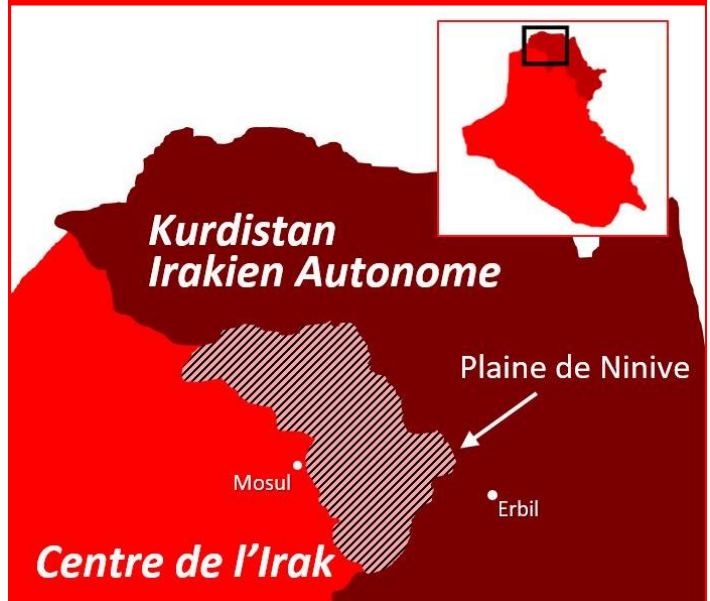 Kurdistan
Irakien Autonome
Plaine de Ninive
Mosul
Erbil
Centre de l’Irak